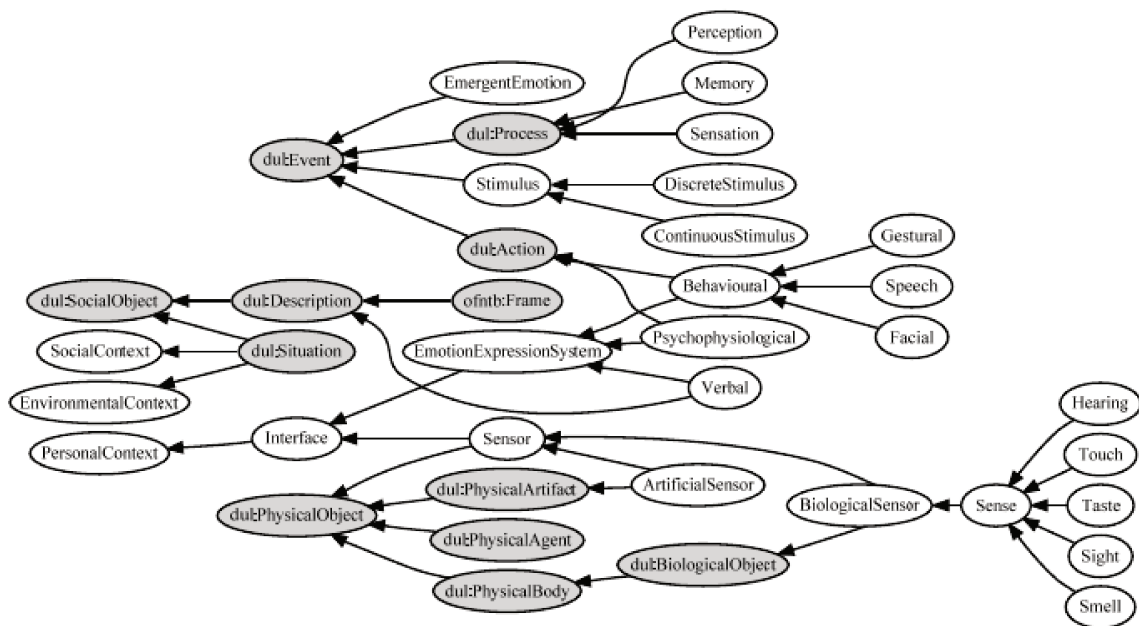 Perception
EmergentEmotion
Memory
dul:Process
Sensation
dul:Event
Stimulus
DiscreteStimulus
ContinuousStimulus
Gestural
dul:Action
Behavioural
Speech
dul:SocialObject
dul:Description
ofntb:Frame
Psychophysiological
Facial
SocialContext
dul:Situation
EmotionExpressionSystem
Verbal
EnvironmentalContext
Hearing
PersonalContext
Interface
Sensor
Touch
dul:PhysicalArtifact
ArtificialSensor
BiologicalSensor
Sense
Taste
dul:PhysicalObject
dul:PhysicalAgent
Sight
dul:BiologicalObject
dul:PhysicalBody
Smell